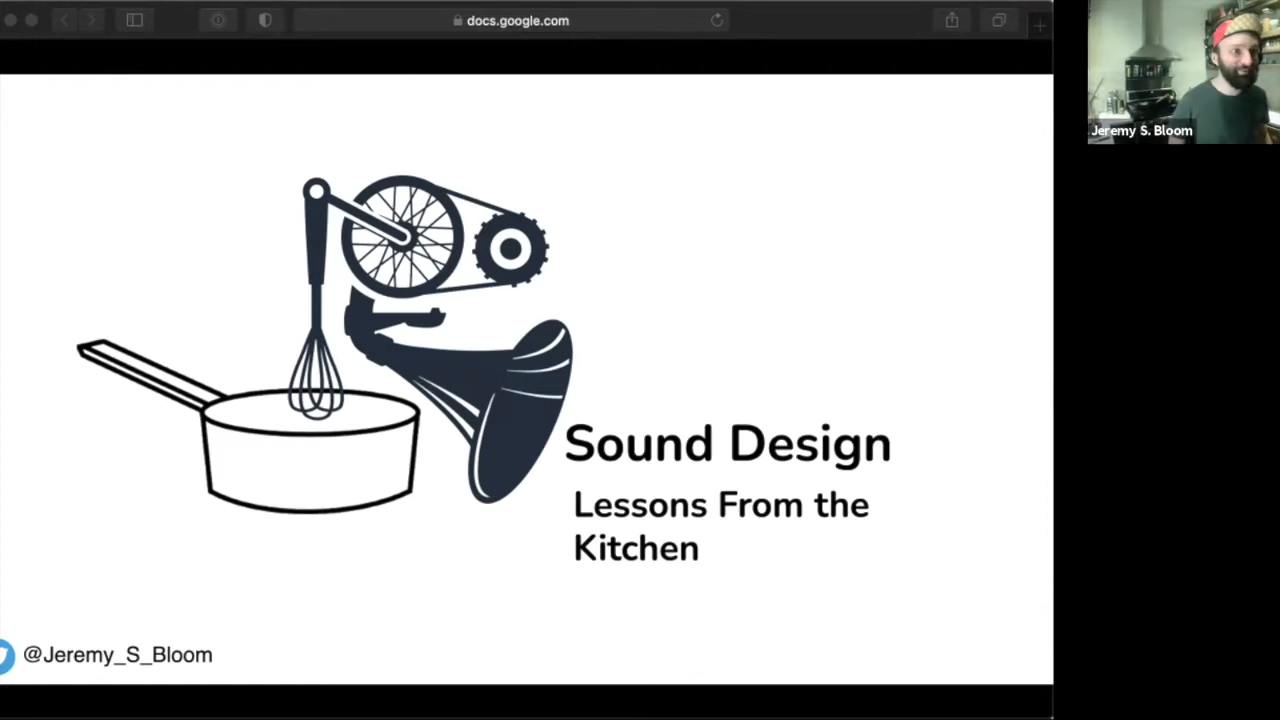 docs.google.com
Jeremy S. Bloom
Sound Design
Lessons From the
Kitchen
@Jeremy_S_Bloom